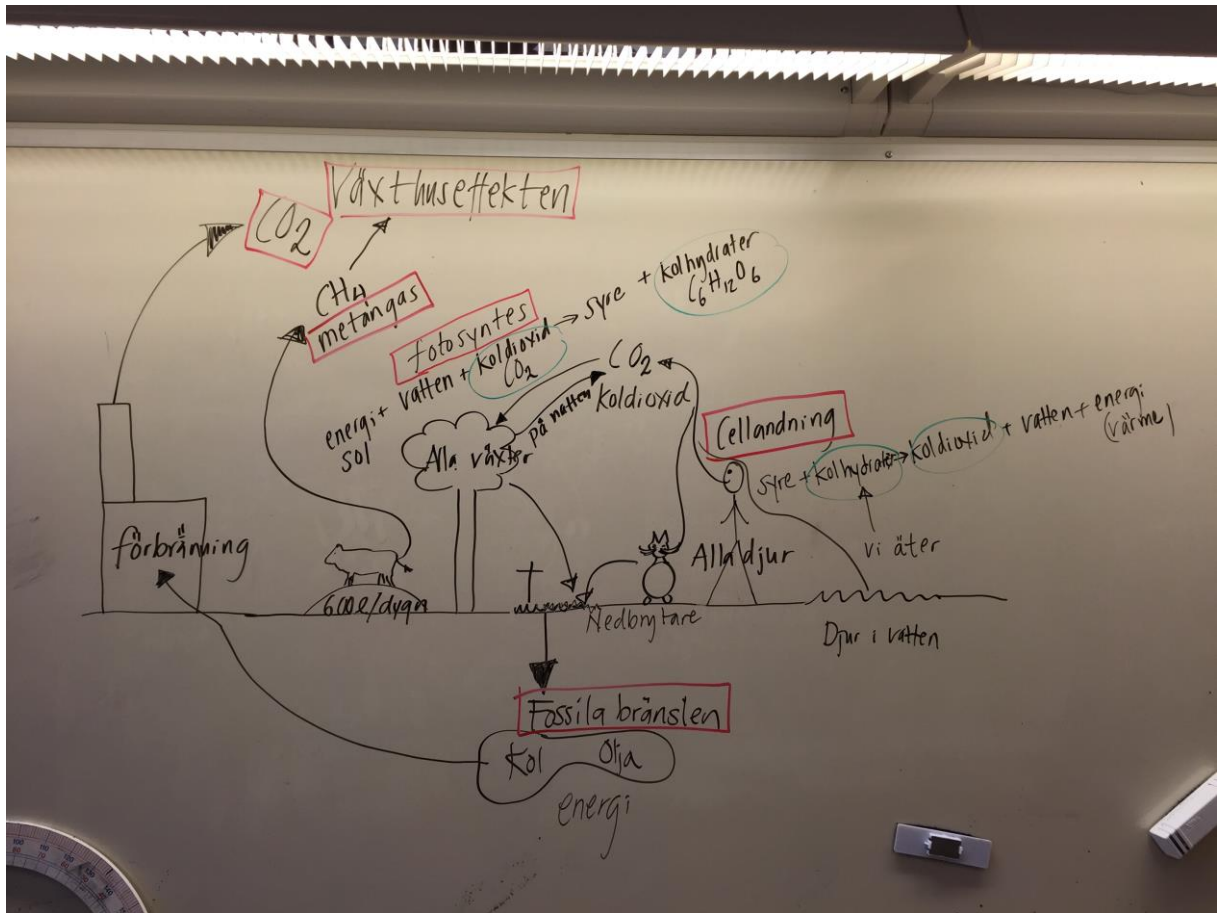 Växthuseffekten
CO2
CH4
metångas
fotosyntes
energi + vatten + koldioxid → syre + kolhydrater
sol
CO2
C6H12O6
CO2
koldioxid
på natten
Alla växter
Cellandning
syre + kolhydrater → koldioxid + vatten + energi
(värme)
vi äter
Alla djur
förbränning
600l/dygn
Nedbrytare
Djur i vatten
Fossila bränslen
Kol Olja
energi